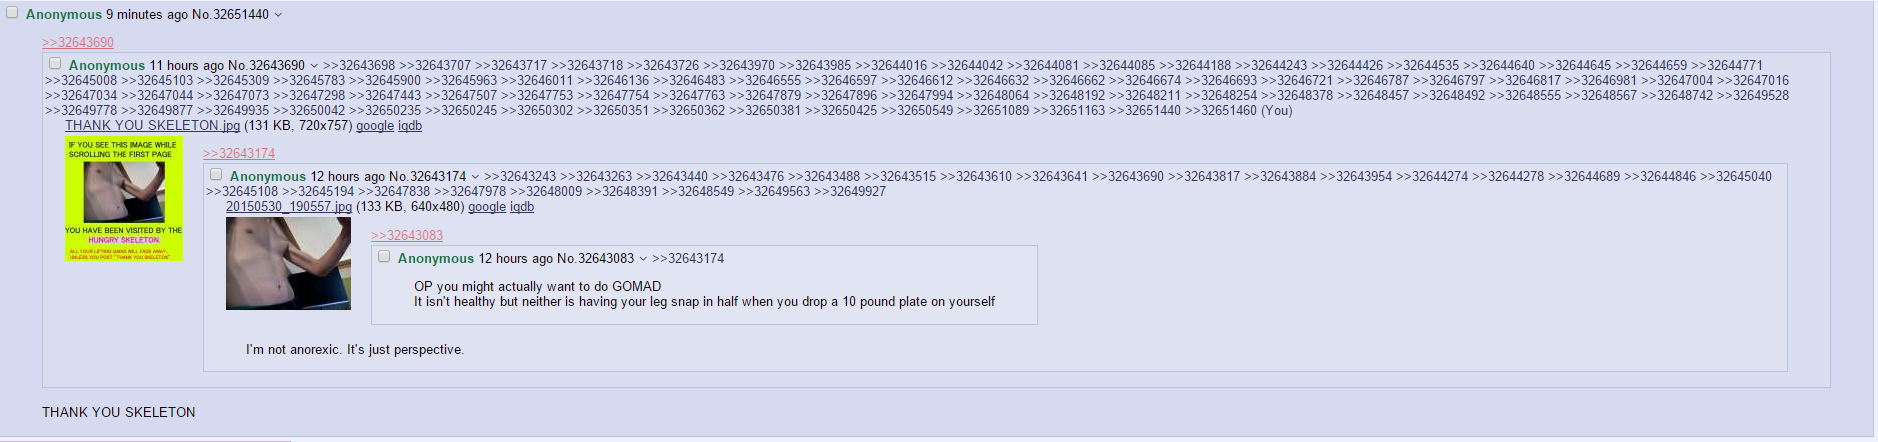 Anonymous 9 minutes ago No.32651440
>>32643690
Anonymous 11 hours ago No.32643690 >>32643698 >>32643707 >>32643717 >>32643718 >>32643726 >>32643970 >>32643985 >>32644016 >>32644042 >>32644081 >>32644085 >>32644188 >>32644243 >>32644426 >>32644535 >>32644640 >>32644645 >>32644659 >>32644771
>>32645008 >>32645103 >>32645309 >>32645783 >>32645900 >>32645963 >>32646011 >>32646136 >>32646483 >>32646555 >>32646597 >>32646612 >>32646632 >>32646662 >>32646674 >>32646693 >>32646721 >>32646787 >>32646797 >>32646817 >>32646981 >>32647004 >>32647016
>>32647034 >>32647044 >>32647073 >>32647298 >>32647443 >>32647507 >>32647753 >>32647754 >>32647763 >>32647879 >>32647896 >>32647994 >>32648064 >>32648192 >>32648211 >>32648254 >>32648378 >>32648457 >>32648492 >>32648555 >>32648567 >>32648742 >>32649528
>>32649778 >>32649877 >>32649935 >>32650042 >>32650235 >>32650245 >>32650302 >>32650351 >>32650362 >>32650381 >>32650425 >>32650549 >>32651089 >>32651163 >>32651440 >>32651460 (You)
THANK YOU SKELETON.jpg (131 KB, 720x757) google iqdb
IF YOU SEE THIS IMAGE WHILE
SCROLLING THE FIRST PAGE
YOU HAVE BEEN VISITED BY THE
HUNGRY SKELETON.
ALL YOUR LIFTING GAINS WILL FADE AWAY...
UNLESS YOU POST "THANK YOU SKELETON"
>>32643174
Anonymous 12 hours ago No.32643174 >>32643243 >>32643263 >>32643440 >>32643476 >>32643488 >>32643515 >>32643610 >>32643641 >>32643690 >>32643817 >>32643884 >>32643954 >>32644274 >>32644278 >>32644689 >>32644846 >>32645040
>>32645108 >>32645194 >>32647838 >>32647978 >>32648009 >>32648391 >>32648549 >>32649563 >>32649927
20150530_190557.jpg (133 KB, 640x480) google iqdb
>>32643083
Anonymous 12 hours ago No.32643083 >>32643174
OP you might actually want to do GOMAD
It isn't healthy but neither is having your leg snap in half when you drop a 10 pound plate on yourself
I'm not anorexic. It's just perspective.
THANK YOU SKELETON